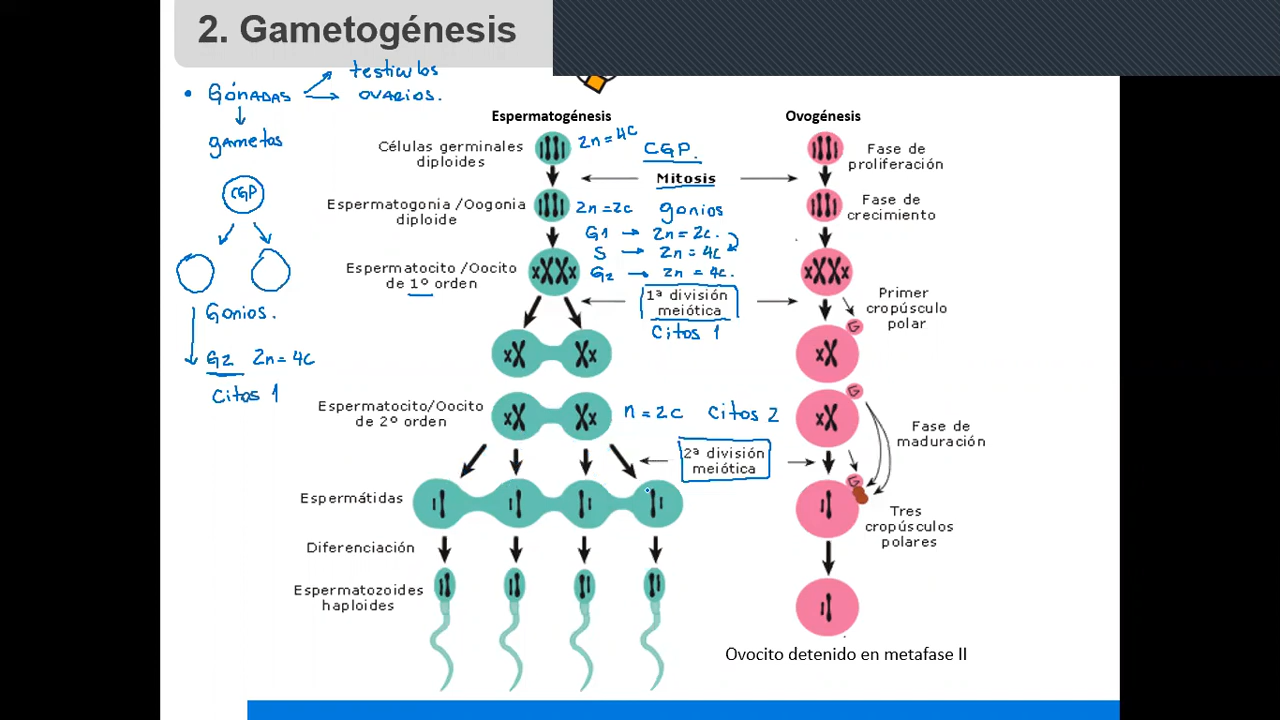 2. Gametogénesis
• GÓNADAS
testículos
OVARIOS.
gametos
CGP
Gonios.
G2 2n = 4c
Citos 1
Espermatogénesis
Células germinales
diploides
2n = 4c
CGP.
Mitosis
Espermatogonia /Oogonia
diploide
2n = 2c gonios
G1 → 2n = 2c.
S → 2n = 4c
G2 → 2n = 4c.
Espermatocito /Oocito
de 1º orden
1ª división
meiótica
Citos 1
Espermatocito/Oocito
de 2º orden
n = 2c Citos 2
2ª división
meiótica
Espermátidas
Diferenciación
Espermatozoides
haploides
Ovogénesis
Fase de
proliferación
Fase de
crecimiento
Primer
cropúsculo
polar
G
G
Fase de
maduración
G
Tres
cropúsculos
polares
Ovocito detenido en metafase II